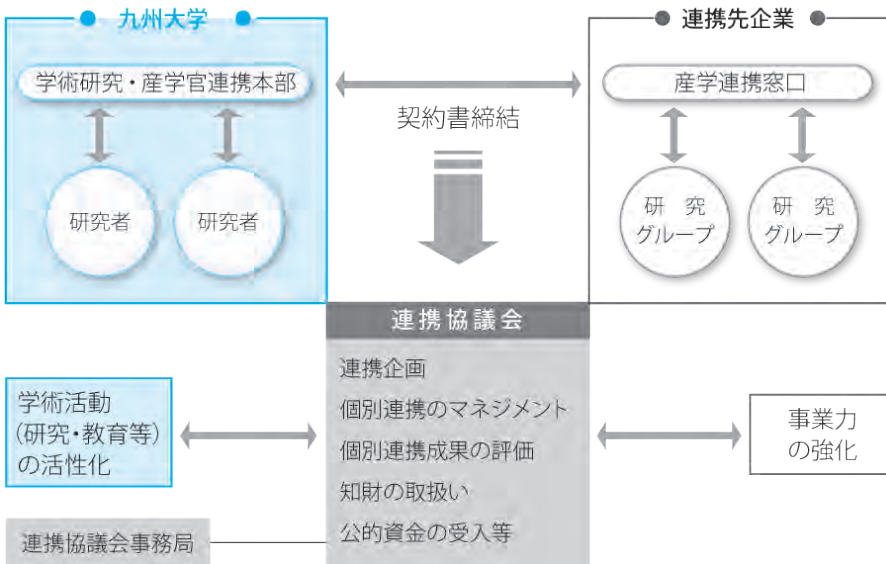 九州大学
学術研究・産学官連携本部
研究者
研究者
契約書締結
連携先企業
産学連携窓口
研 究
グループ
研 究
グループ
連携協議会
連携企画
個別連携のマネジメント
個別連携成果の評価
知財の取扱い
公的資金の受入等
学術活動
(研究・教育等)
の活性化
連携協議会事務局
事業力
の強化